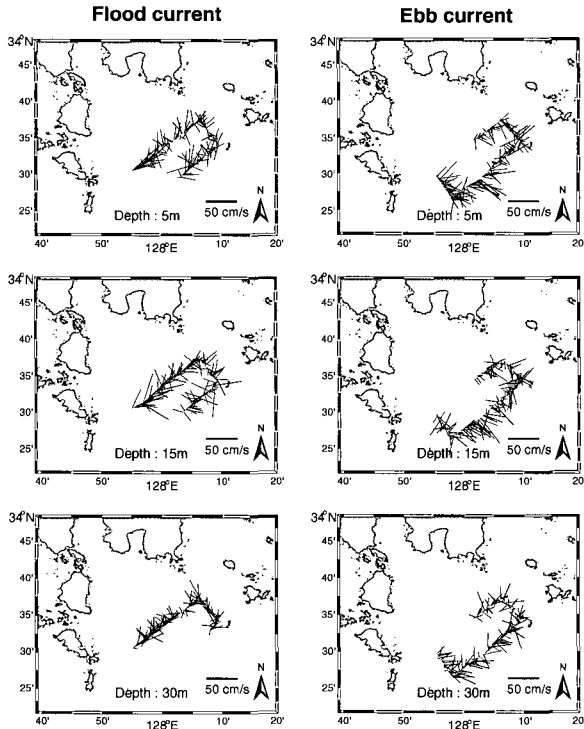 Flood current
Ebb current
34°N
45'
40'
35'
30'
25'
Depth : 5m
50 cm/s
N
40'
50'
128°E
10'
20'
34°N
45'
40'
35'
30'
25'
Depth : 5m
50 cm/s
N
40'
50'
128°E
10'
20
34°N
45'
40'
35'
30'
25'
Depth : 15m
50 cm/s
N
40'
50'
128°E
10'
20'
34°N
45'
40'
35'
30'
25'
Depth : 15m
50 cm/s
N
40'
50'
128°E
10'
20
34°N
45'
40'
35'
30'
25'
Depth : 30m
50 cm/s
N
40'
50'
128°E
10'
20'
34°N
45'
40'
35'
30'
25'
Depth : 30m
50 cm/s
N
40'
50'
128°E
10'
20